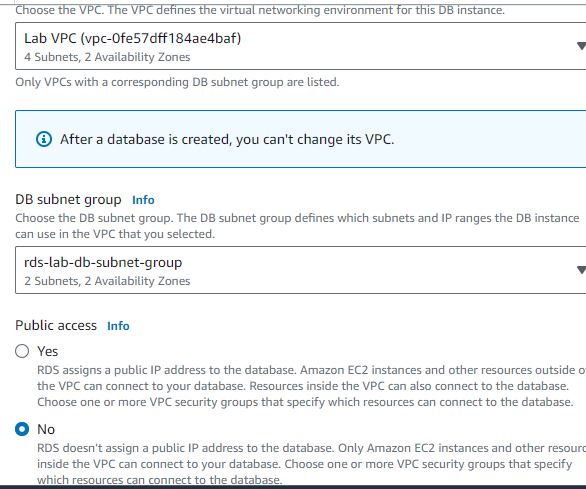 Choose the VPC. The VPC defines the virtual networking environment for this DB instance.
Lab VPC (vpc-0fe57dff184ae4baf)
4 Subnets, 2 Availability Zones
Only VPCs with a corresponding DB subnet group are listed.
After a database is created, you can't change its VPC.
DB subnet group Info
Choose the DB subnet group. The DB subnet group defines which subnets and IP ranges the DB instance
can use in the VPC that you selected.
rds-lab-db-subnet-group
2 Subnets, 2 Availability Zones
Public access Info
Yes
RDS assigns a public IP address to the database. Amazon EC2 instances and other resources outside o
the VPC can connect to your database. Resources inside the VPC can also connect to the database.
Choose one or more VPC security groups that specify which resources can connect to the database.
No
RDS doesn't assign a public IP address to the database. Only Amazon EC2 instances and other resourc
inside the VPC can connect to your database. Choose one or more VPC security groups that specify
which resources can connect to the database.